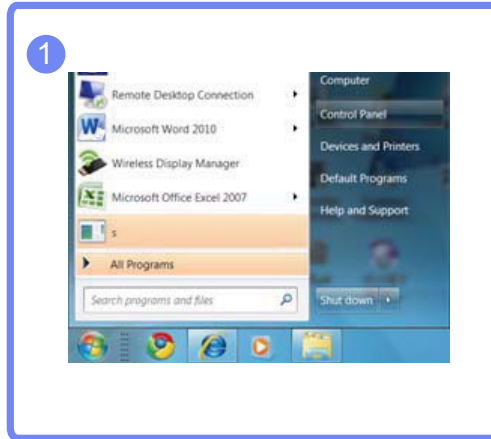 1
Remote Desktop Connection
Microsoft Word 2010
Wireless Display Manager
Microsoft Office Excel 2007
s
All Programs
Search programs and files
Computer
Control Panel
Devices and Printers
Default Programs
Help and Support
Shut down